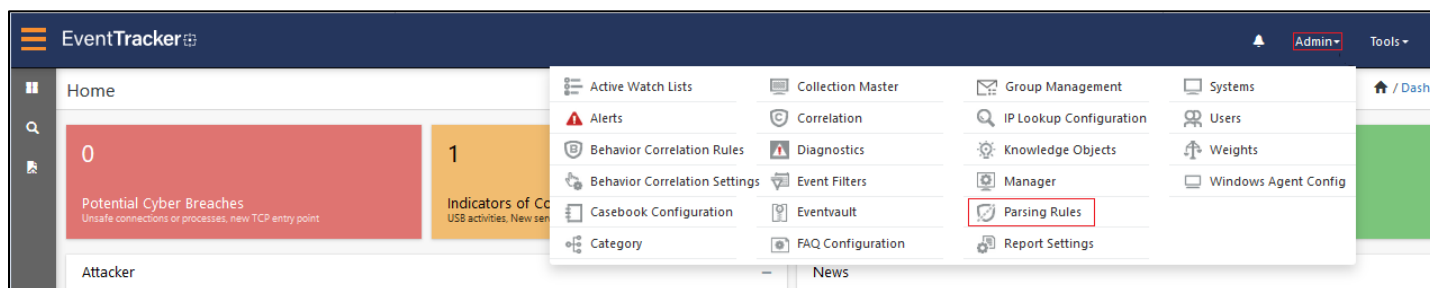 EventTracker
Admin
Tools
Home
/ Dash
Active Watch Lists
Collection Master
Group Management
Systems
Alerts
Correlation
IP Lookup Configuration
Users
Behavior Correlation Rules
Diagnostics
Knowledge Objects
Weights
Behavior Correlation Settings
Event Filters
Manager
Windows Agent Config
Casebook Configuration
Eventvault
Parsing Rules
Category
FAQ Configuration
Report Settings
0
Potential Cyber Breaches
Unsafe connections or processes, new TCP entry point
1
Indicators of Co
USB activities, New serv
Attacker
News